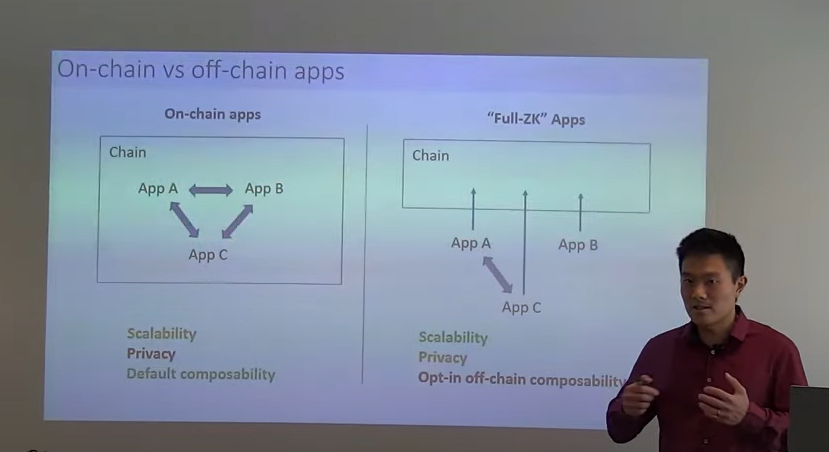 On-chain vs off-chain apps
On-chain apps
Chain
App A
App B
App C
Scalability
Privacy
Default composability
“Full-ZK” Apps
Chain
App A
App B
App C
Scalability
Privacy
Opt-in off-chain composability